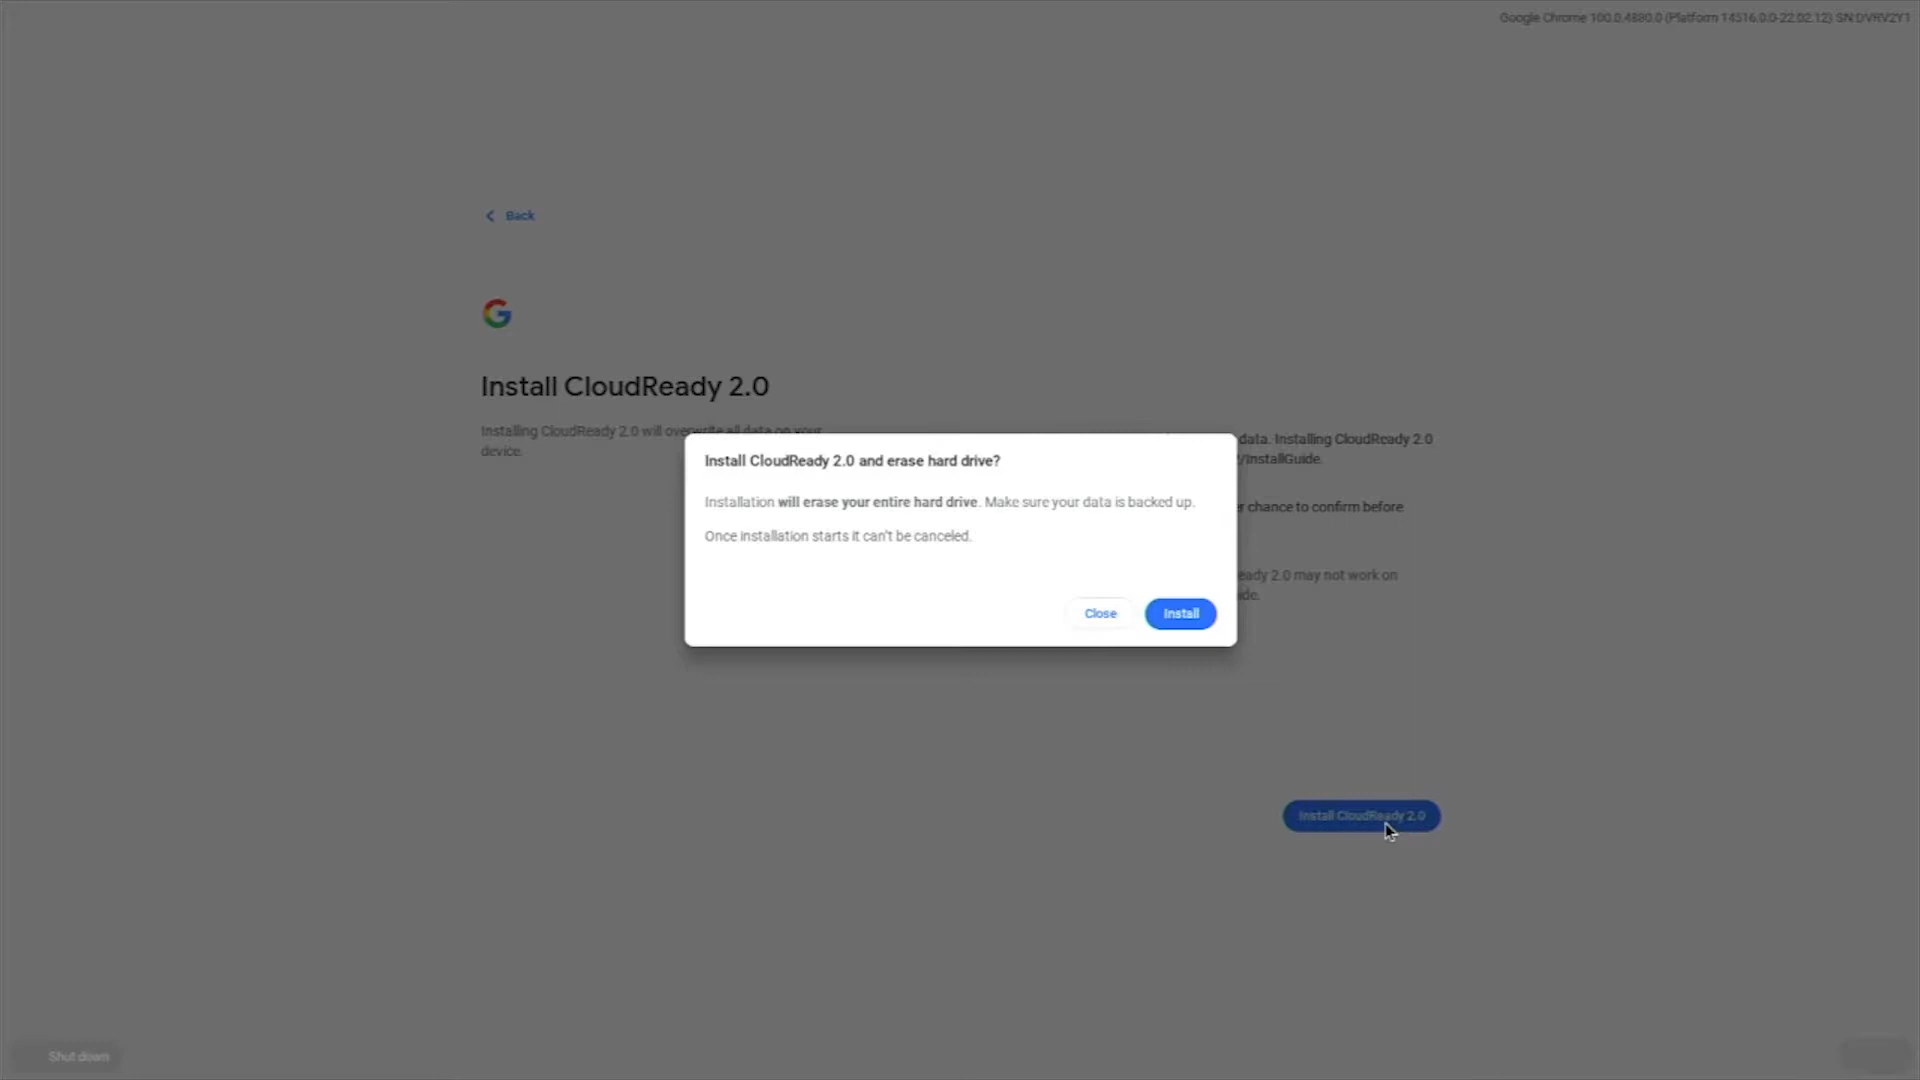 Google Chrome 100.0.4880.0 (Platform 14516.0.0-22.02.12) SN:DVRV2Y1
Back
Install CloudReady 2.0
Installing CloudReady 2.0 will overwrite all data on your
device.
data. Installing CloudReady 2.0
/InstallGuide.
chance to confirm before
2.0 may not work on
Install CloudReady 2.0 and erase hard drive?
Installation will erase your entire hard drive. Make sure your data is backed up.
Once installation starts it can't be canceled.
Close
Install
Install CloudReady 2.0
Shut down